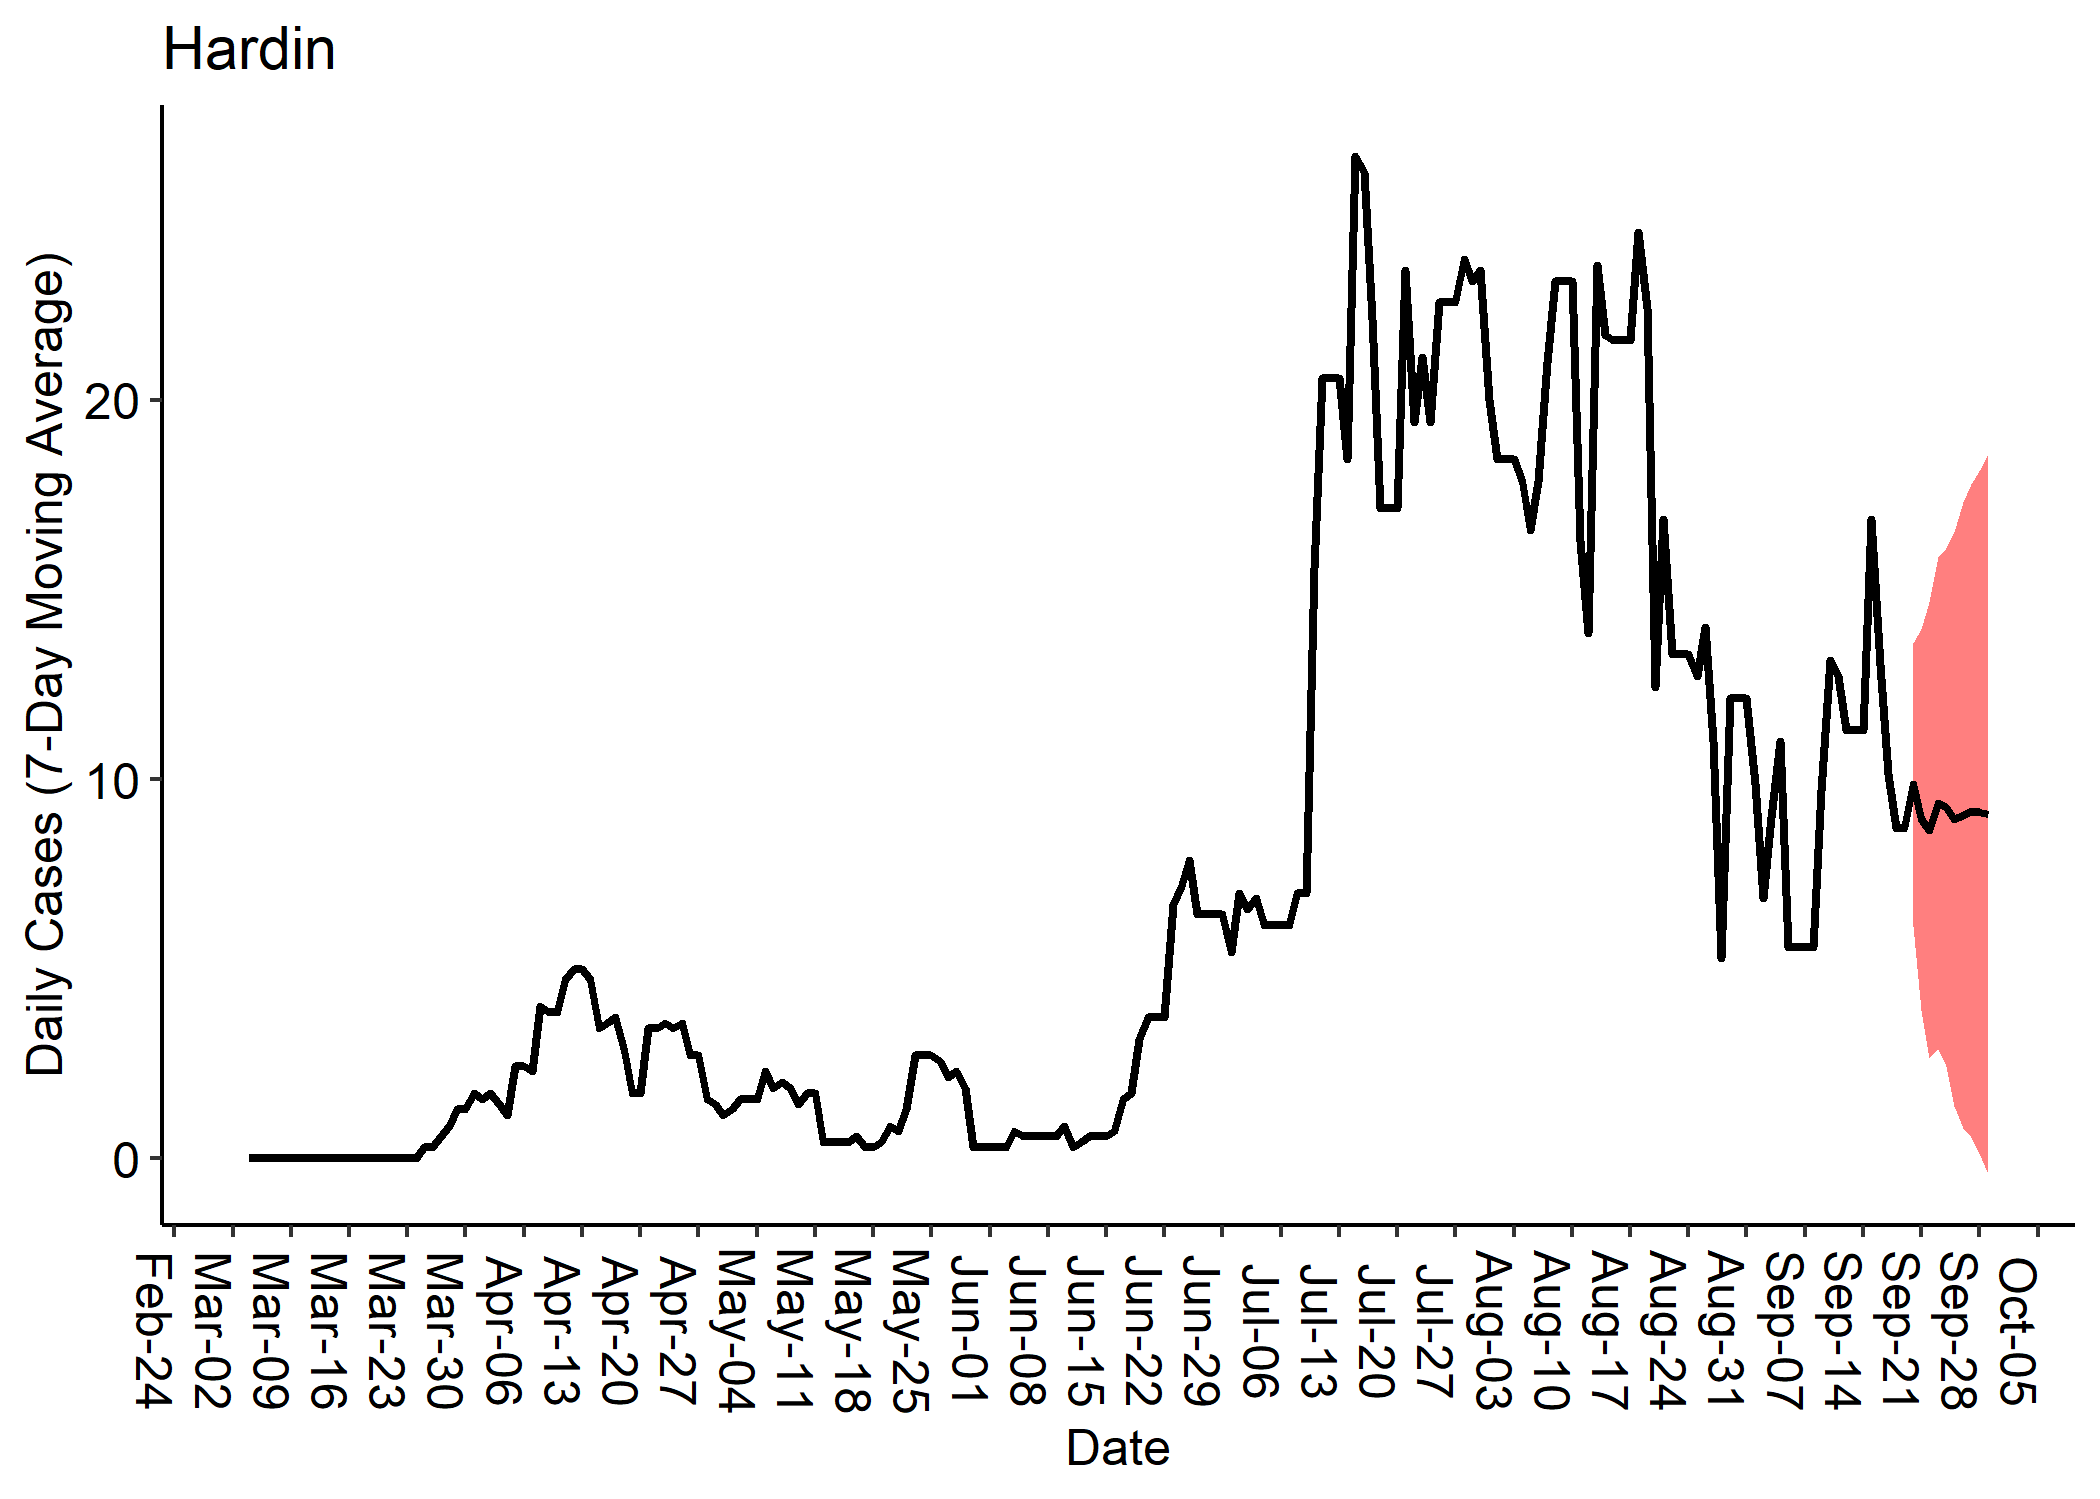 Hardin
Daily Cases (7-Day Moving Average)
20
10
0
Feb-24
Mar-02
Mar-09
Mar-16
Mar-23
Mar-30
Apr-06
Apr-13
Apr-20
Apr-27
May-04
May-11
May-18
May-25
Jun-01
Jun-08
Jun-15
Jun-22
Jun-29
Jul-06
Jul-13
Jul-20
Jul-27
Aug-03
Aug-10
Aug-17
Aug-24
Aug-31
Sep-07
Sep-14
Sep-21
Sep-28
Oct-05
Date